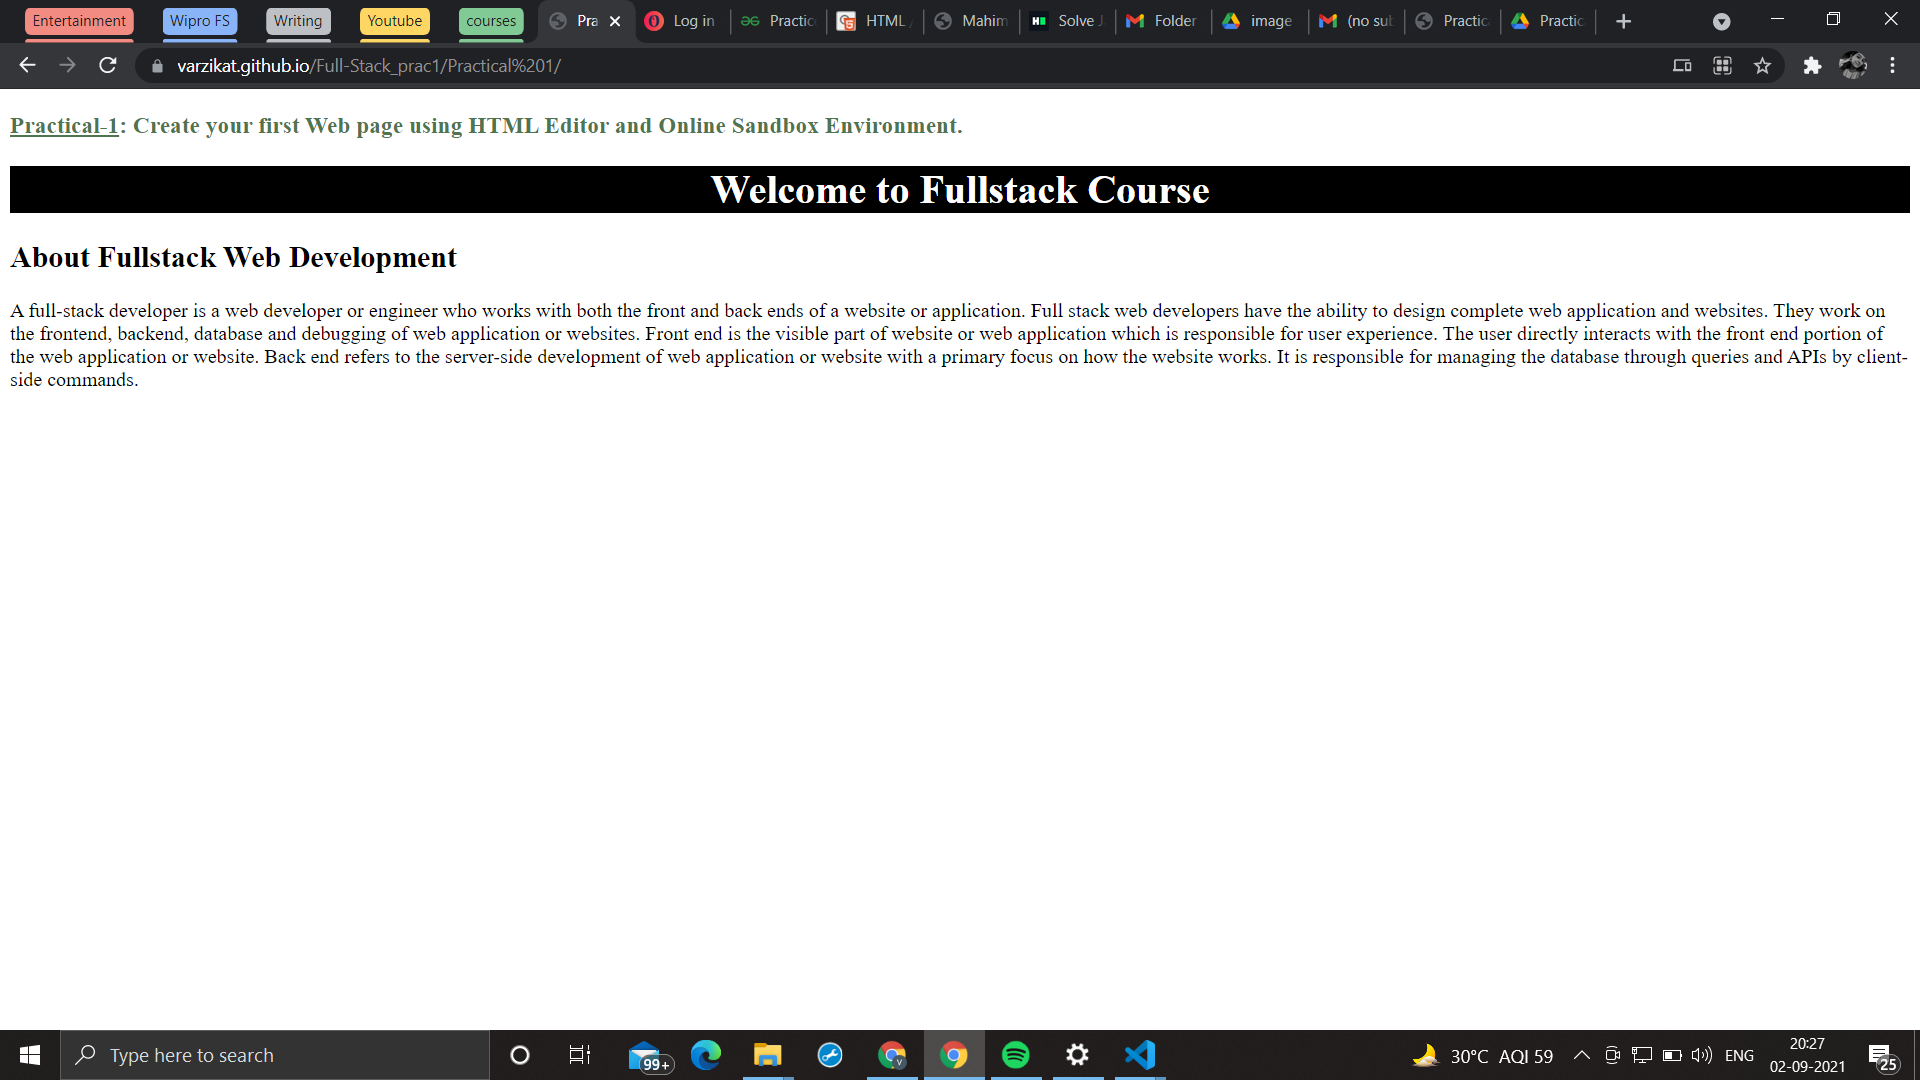 Entertainment Wipro FS Writing Youtube courses Pra Log in Practic HTML Mahim Solve J Folder image (no sub Practic Practic
varzikat.github.io/Full-Stack_prac1/Practical%201/
Practical-1: Create your first Web page using HTML Editor and Online Sandbox Environment.
Welcome to Fullstack Course
About Fullstack Web Development
A full-stack developer is a web developer or engineer who works with both the front and back ends of a website or application. Full stack web developers have the ability to design complete web application and websites. They work on
the frontend, backend, database and debugging of web application or websites. Front end is the visible part of website or web application which is responsible for user experience. The user directly interacts with the front end portion of
the web application or website. Back end refers to the server-side development of web application or website with a primary focus on how the website works. It is responsible for managing the database through queries and APIs by client-
side commands.
Type here to search 99+ 30°C AQI 59 ENG 20:27
02-09-2021 25